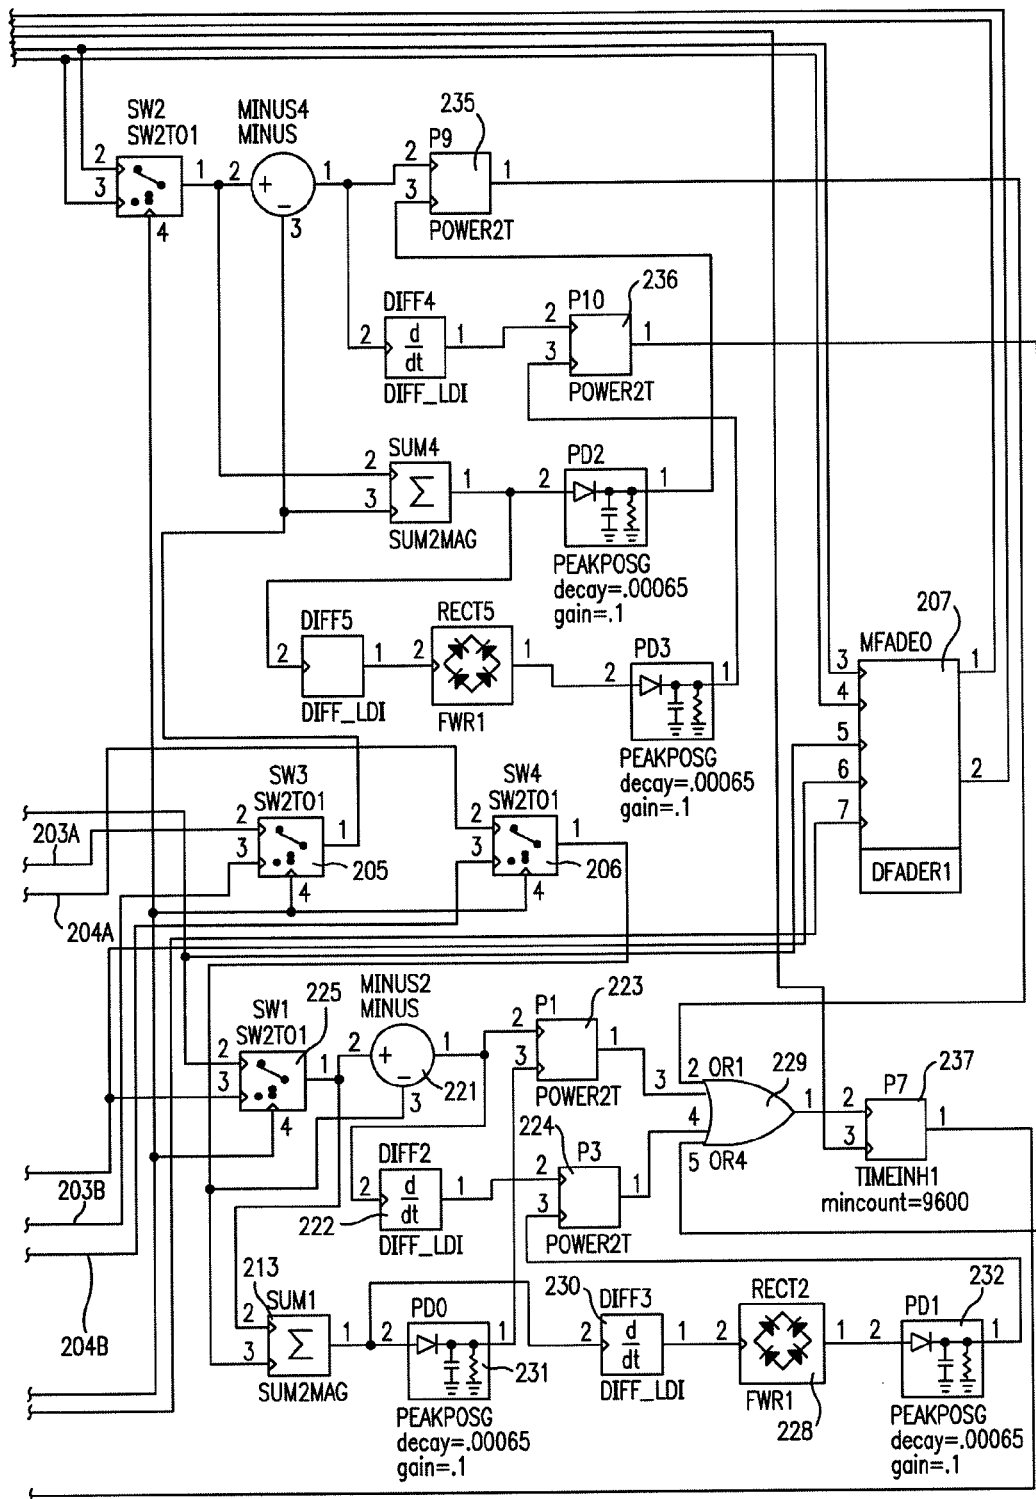 SW2
SW2TO1
2
3
1
4
MINUS4
MINUS
2
+
−
1
3
235
P9
2
3
1
POWER2T
DIFF4
2
d
dt
1
DIFF_LDI
236
P10
2
3
1
POWER2T
SUM4
2
3
Σ
1
SUM2MAG
PD2
2
1
PEAKPOSG
decay=.00065
gain=.1
DIFF5
2
1
DIFF_LDI
RECT5
2
1
FWR1
PD3
2
1
PEAKPOSG
decay=.00065
gain=.1
207
MFADE0
3
4
5
6
7
1
2
DFADER1
SW3
SW2TO1
2
3
1
4
205
SW4
SW2TO1
2
3
1
4
206
203A
204A
SW1
SW2TO1
225
2
3
1
4
MINUS2
MINUS
2
+
−
1
3
221
P1
223
2
3
1
POWER2T
2 OR1
3
4
5 OR4
229
1
P7
237
2
3
1
TIMEINH1
mincount=9600
DIFF2
2
d
dt
1
222
DIFF_LDI
224
P3
2
3
1
POWER2T
203B
204B
213
SUM1
2
3
Σ
1
SUM2MAG
PD0
2
1
231
PEAKPOSG
decay=.00065
gain=.1
230
DIFF3
2
d
dt
1
DIFF_LDI
RECT2
2
1
FWR1
228
232
PD1
2
1
PEAKPOSG
decay=.00065
gain=.1